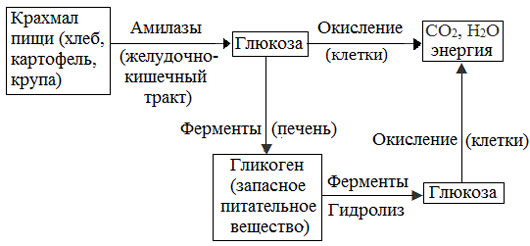 Крахмал
пищи (хлеб,
картофель,
крупа)
Амилазы
(желудочно-
кишечный
тракт)
Глюкоза
Окисление
(клетки)
CO2, H2O
энергия
Ферменты (печень)
Окисление (клетки)
Гликоген
(запасное
питательное
вещество)
Ферменты
Гидролиз
Глюкоза